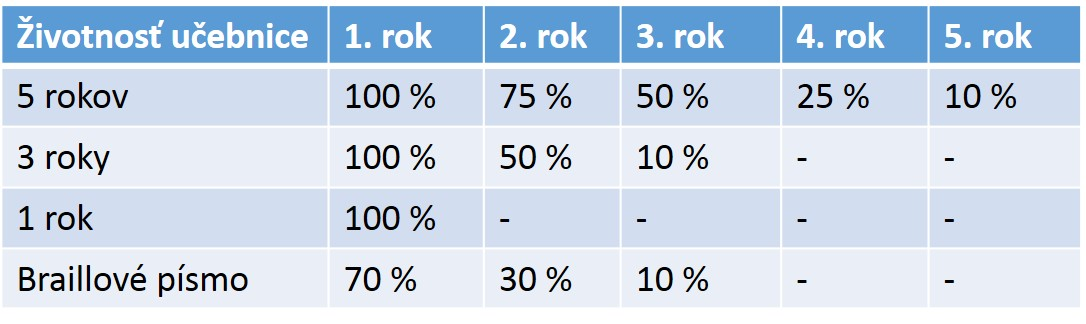 Životnosť učebnice 1. rok 2. rok 3. rok 4. rok 5. rok
5 rokov 100 % 75 % 50 % 25 % 10 %
3 roky 100 % 50 % 10 % - -
1 rok 100 % - - - -
Braillové písmo 70 % 30 % 10 % - -